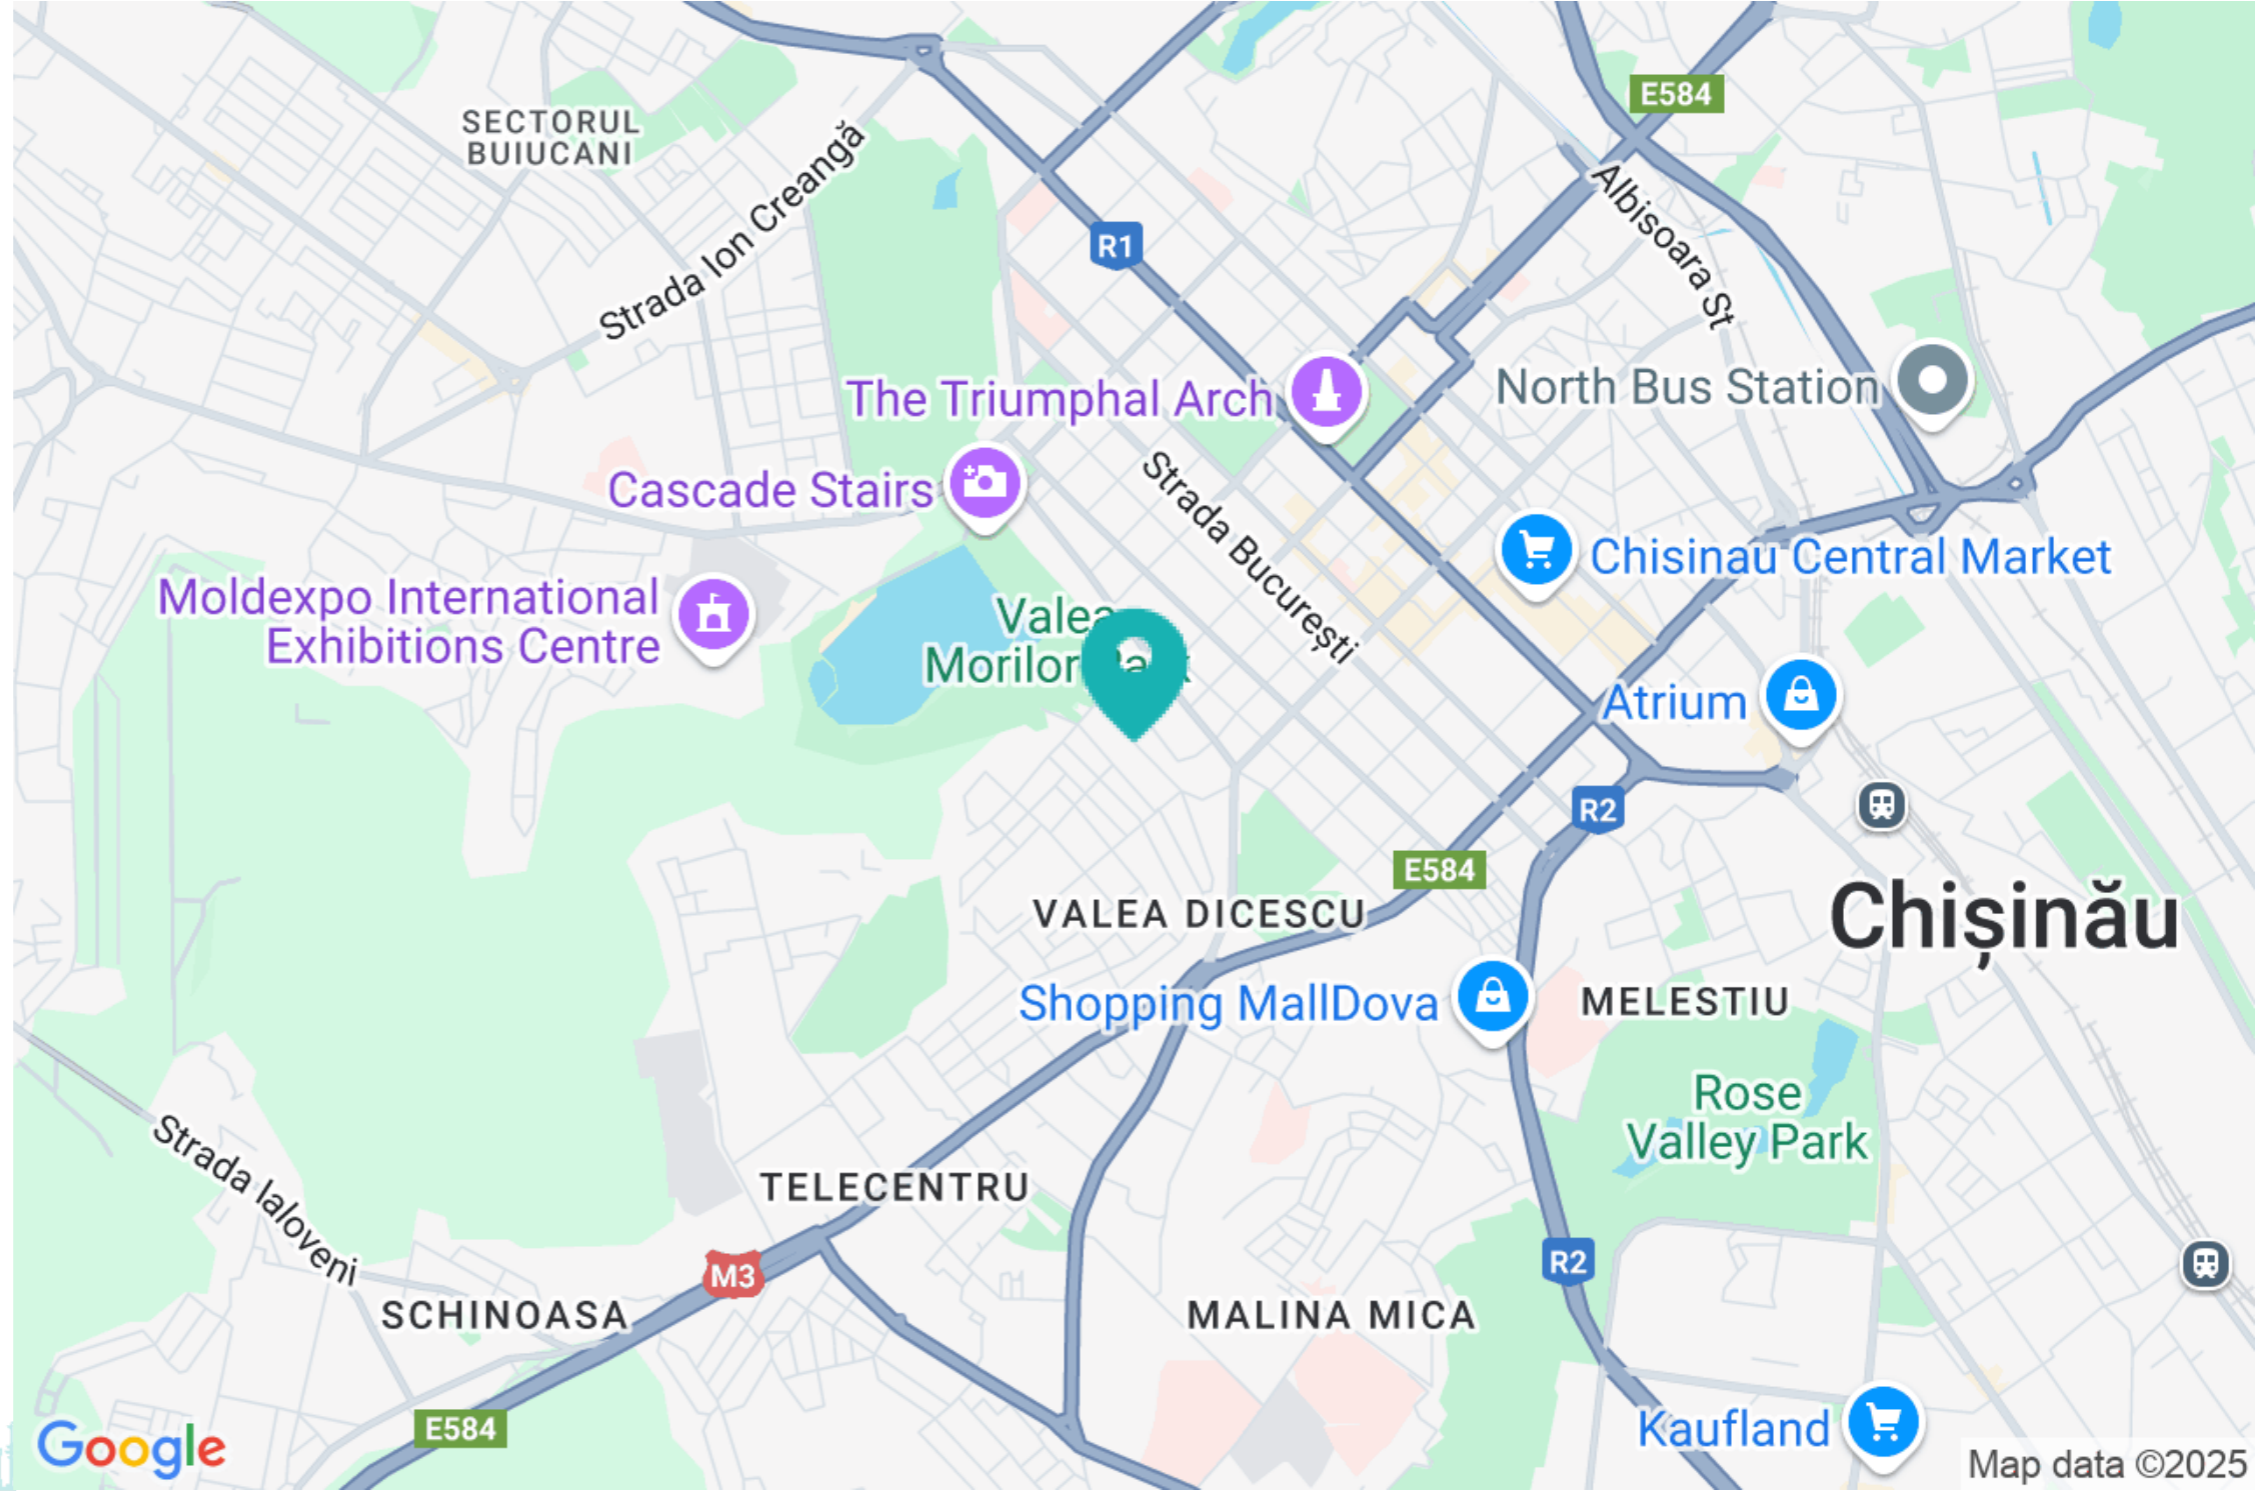 E584
SECTORUL
BUIUCANI
Strada Ion Creangă
Albisoara St
R1
The Triumphal Arch
North Bus Station
Cascade Stairs
Strada București
Chisinau Central Market
Moldexpo International
Exhibitions Centre
Valea
Morilor
Atrium
R2
E584
VALEA DICESCU
Chișinău
Shopping MallDova
MELESTIU
Rose
Valley Park
Strada Ialoveni
TELECENTRU
M3
R2
SCHINOASA
MALINA MICA
E584
Kaufland
Google
Map data ©2025